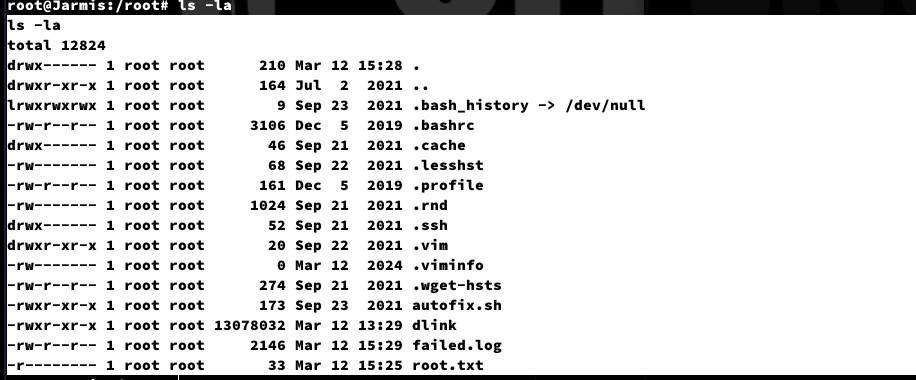 root@Jarmis:/root# ls -la
ls -la
total 12824
drwx------ 1 root root      210 Mar 12 15:28 .
drwxr-xr-x 1 root root      164 Jul  2  2021 ..
lrwxrwxrwx 1 root root        9 Sep 23  2021 .bash_history -> /dev/null
-rw-r--r-- 1 root root     3106 Dec  5  2019 .bashrc
drwx------ 1 root root       46 Sep 21  2021 .cache
-rw------- 1 root root       68 Sep 22  2021 .lesshst
-rw-r--r-- 1 root root      161 Dec  5  2019 .profile
-rw------- 1 root root     1024 Sep 21  2021 .rnd
drwx------ 1 root root       52 Sep 21  2021 .ssh
drwxr-xr-x 1 root root       20 Sep 22  2021 .vim
-rw------- 1 root root        0 Mar 12  2024 .viminfo
-rw-r--r-- 1 root root      274 Sep 21  2021 .wget-hsts
-rwxr-xr-x 1 root root      173 Sep 23  2021 autofix.sh
-rwxr-xr-x 1 root root 13078032 Mar 12 13:29 dlink
-rw-r--r-- 1 root root     2146 Mar 12 15:29 failed.log
-r-------- 1 root root       33 Mar 12 15:25 root.txt